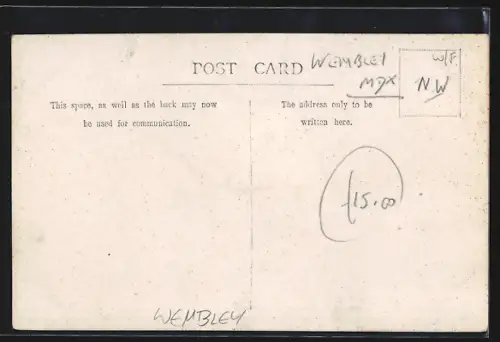 POST CARD
WEMBLEY
MDX
W/F
NW
This space, as well as the back may now
be used for communication.
The address only to be
written here.
£15.00
WEMBLEY